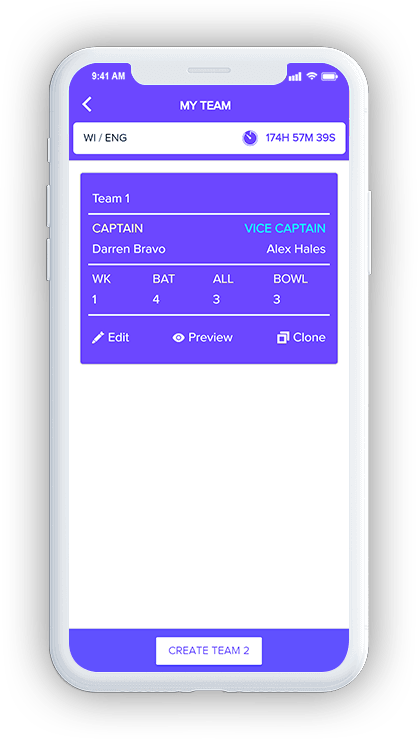 9:41 AM
MY TEAM
WI / ENG 174H 57M 39S
Team 1
CAPTAIN VICE CAPTAIN
Darren Bravo Alex Hales
WK BAT ALL BOWL
1 4 3 3
Edit Preview Clone
CREATE TEAM 2